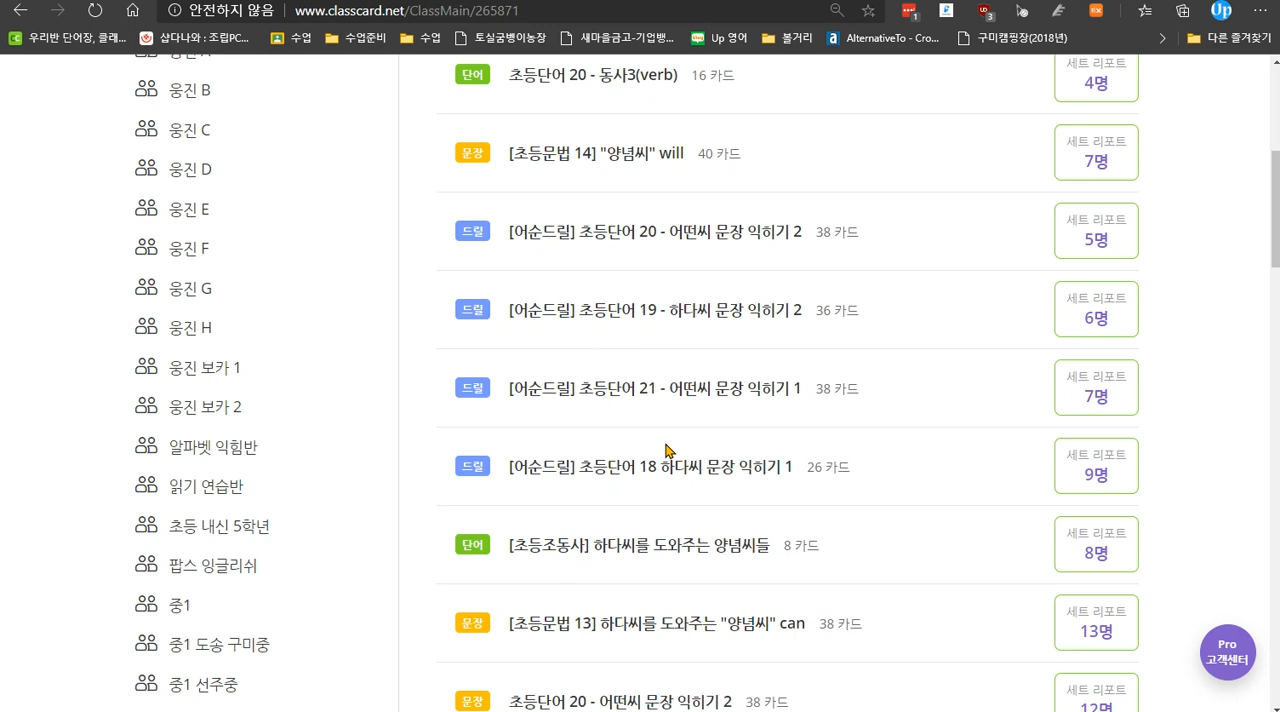 안전하지 않음 | www.classcard.net/ClassMain/265871
우리반 단어장, 클래... 샵다나와 : 조립PC... 수업 수업준비 수업 토실굼벵이농장 새마을금고-기업뱅... Up 영어 볼거리 AlternativeTo - Cro... 구미캠핑장(2018년) 다른 즐겨찾기
웅진 B
웅진 C
웅진 D
웅진 E
웅진 F
웅진 G
웅진 H
웅진 보카 1
웅진 보카 2
알파벳 익힘반
읽기 연습반
초등 내신 5학년
팝스 잉글리쉬
중1
중1 도송 구미중
중1 선주중
단어 초등단어 20 - 동사3(verb) 16 카드
세트 리포트
4명
문장 [초등문법 14] "양념씨" will 40 카드
세트 리포트
7명
드릴 [어순드릴] 초등단어 20 - 어떤씨 문장 익히기 2 38 카드
세트 리포트
5명
드릴 [어순드릴] 초등단어 19 - 하다씨 문장 익히기 2 36 카드
세트 리포트
6명
드릴 [어순드릴] 초등단어 21 - 어떤씨 문장 익히기 1 38 카드
세트 리포트
7명
드릴 [어순드릴] 초등단어 18 하다씨 문장 익히기 1 26 카드
세트 리포트
9명
단어 [초등조동사] 하다씨를 도와주는 양념씨들 8 카드
세트 리포트
8명
문장 [초등문법 13] 하다씨를 도와주는 "양념씨" can 38 카드
세트 리포트
13명
문장 초등단어 20 - 어떤씨 문장 익히기 2 38 카드
세트 리포트
12명
Pro
고객센터